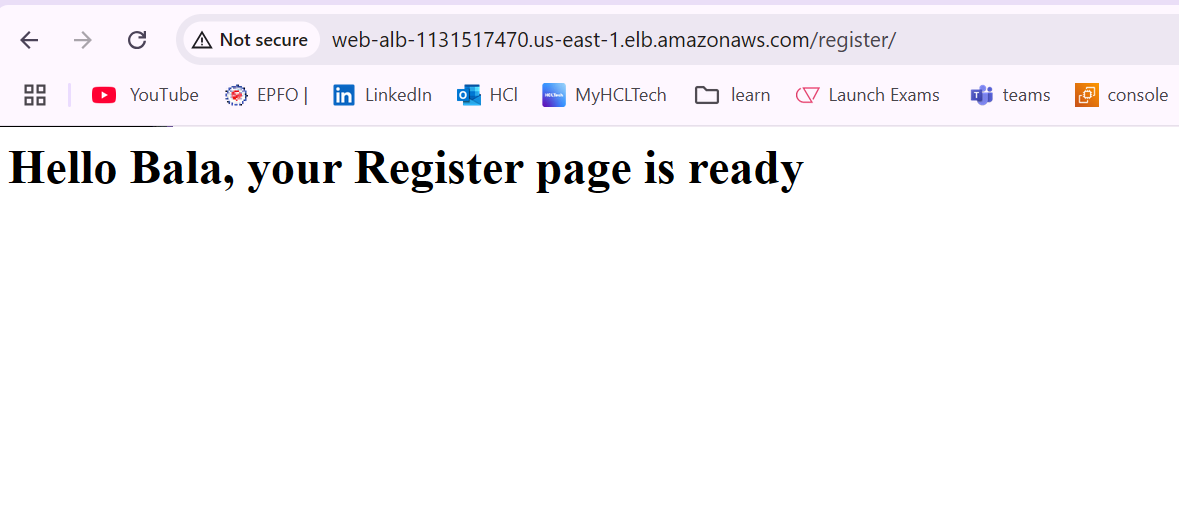 Not secure web-alb-1131517470.us-east-1.elb.amazonaws.com/register/
YouTube EPFO | LinkedIn HCl MyHCLTech learn Launch Exams teams console
Hello Bala, your Register page is ready